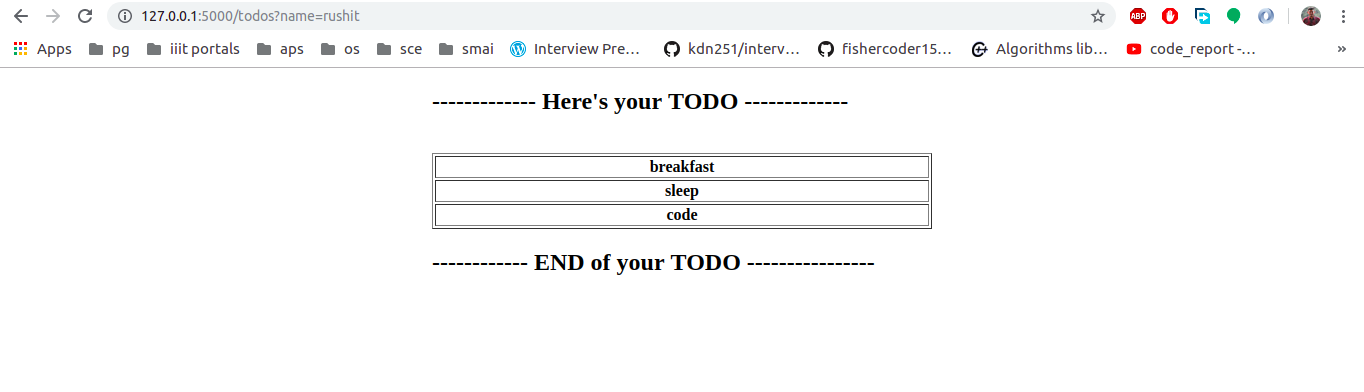 127.0.0.1:5000/todos?name=rushit
ABP
Apps pg iiit portals aps os sce smai Interview Pre… kdn251/interv… fishercoder15… Algorithms lib… code_report -… »
------------- Here's your TODO -------------
breakfast
sleep
code
------------ END of your TODO ----------------